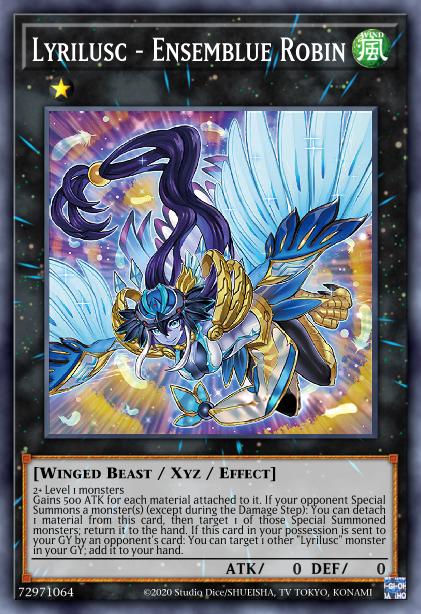 LYRILUSC - ENSEMBLUE ROBIN
WIND
風
[WINGED BEAST / XYZ / EFFECT]
2+ Level 1 monsters
Gains 500 ATK for each material attached to it. If your opponent Special
Summons a monster(s) (except during the Damage Step): You can detach
1 material from this card, then target 1 of those Special Summoned
monsters; return it to the hand. If this card in your possession is sent to
your GY by an opponent's card: You can target 1 other "Lyrilusc" monster
in your GY; add it to your hand.
ATK/ 0 DEF/ 0
72971064 ©2020 Studio Dice/SHUEISHA, TV TOKYO, KONAMI